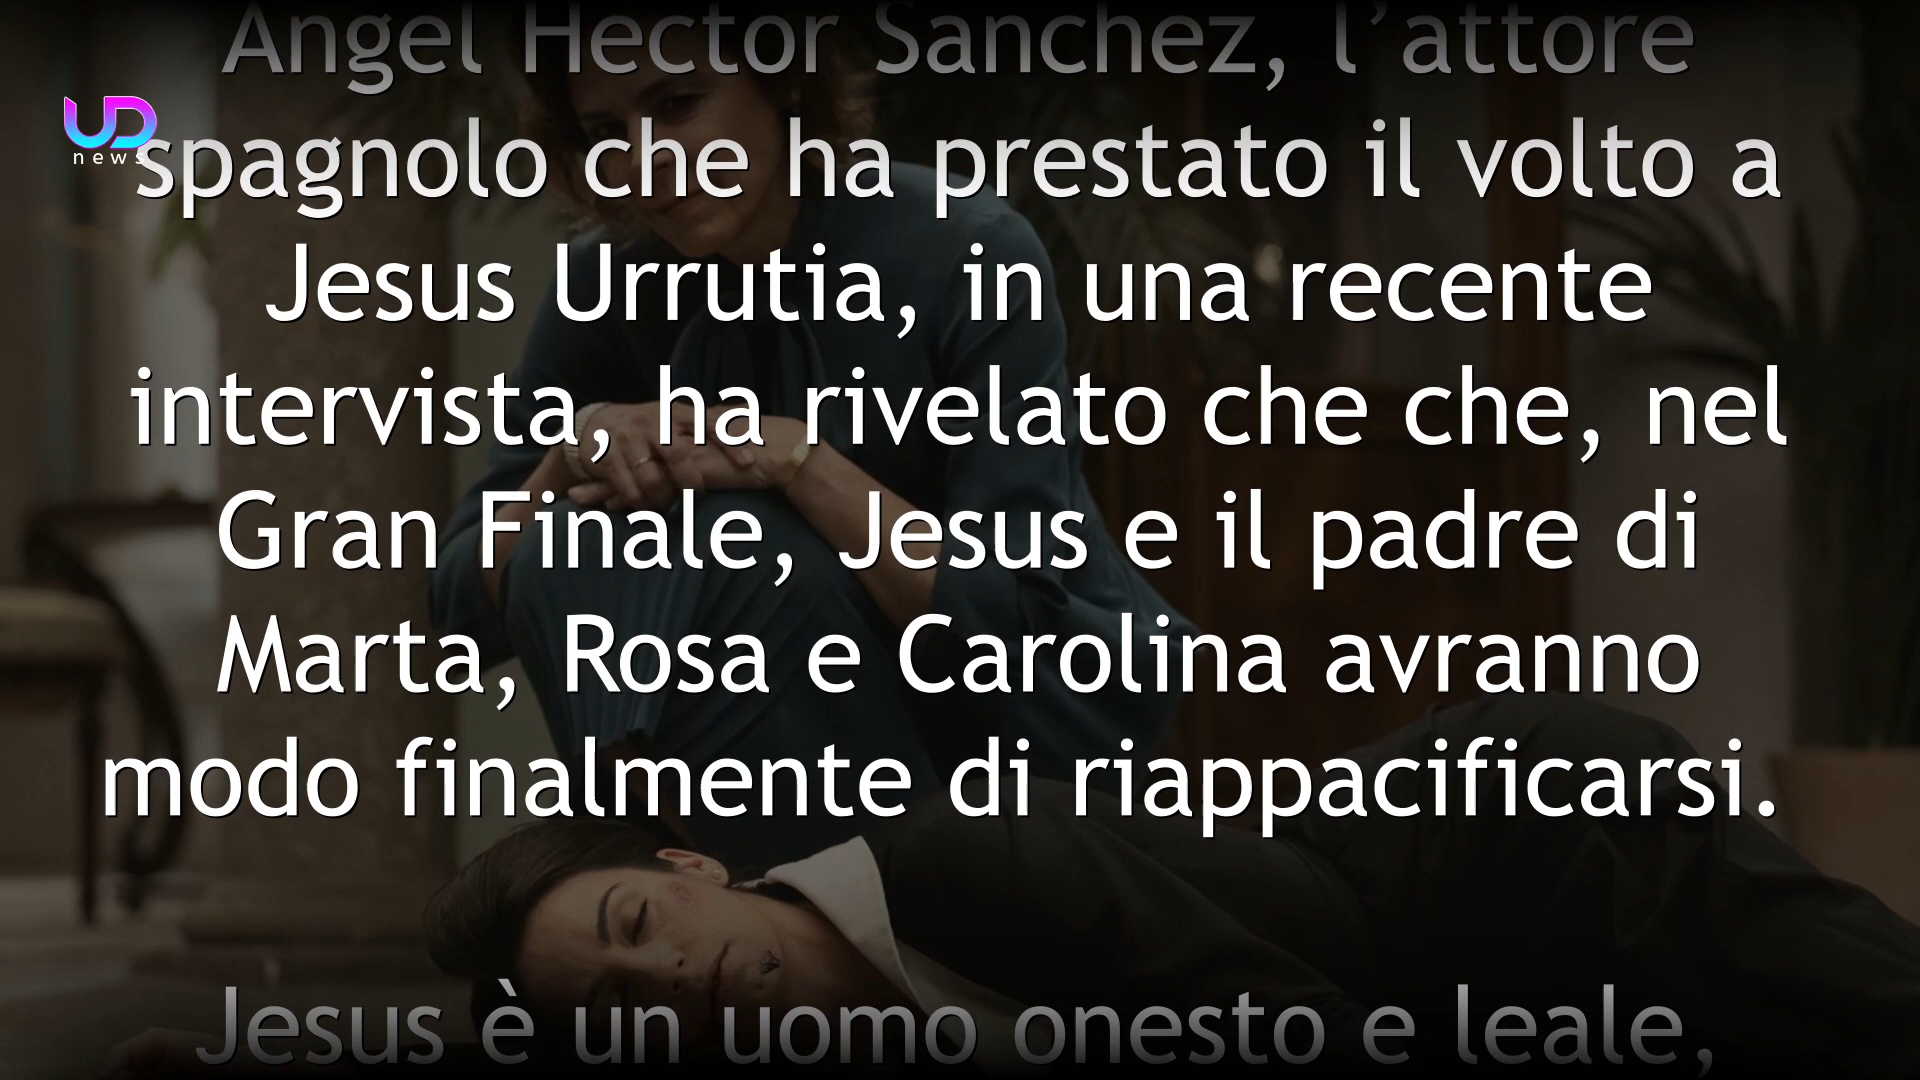 Angel Hector Sanchez, l’attore
UD
news
spagnolo che ha prestato il volto a
Jesus Urrutia, in una recente
intervista, ha rivelato che che, nel
Gran Finale, Jesus e il padre di
Marta, Rosa e Carolina avranno
modo finalmente di riappacificarsi.
Jesus è un uomo onesto e leale,